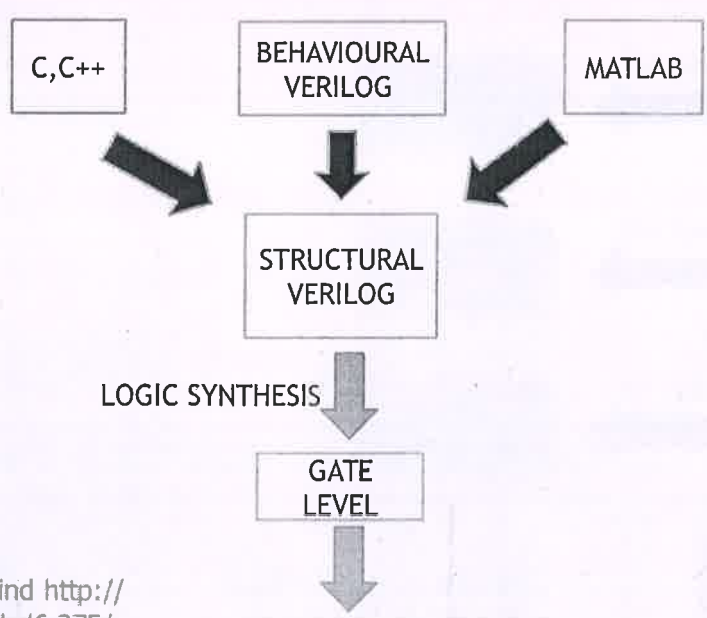 C,C++
BEHAVIOURAL
VERILOG
MATLAB
STRUCTURAL
VERILOG
LOGIC SYNTHESIS
GATE
LEVEL
ind http://